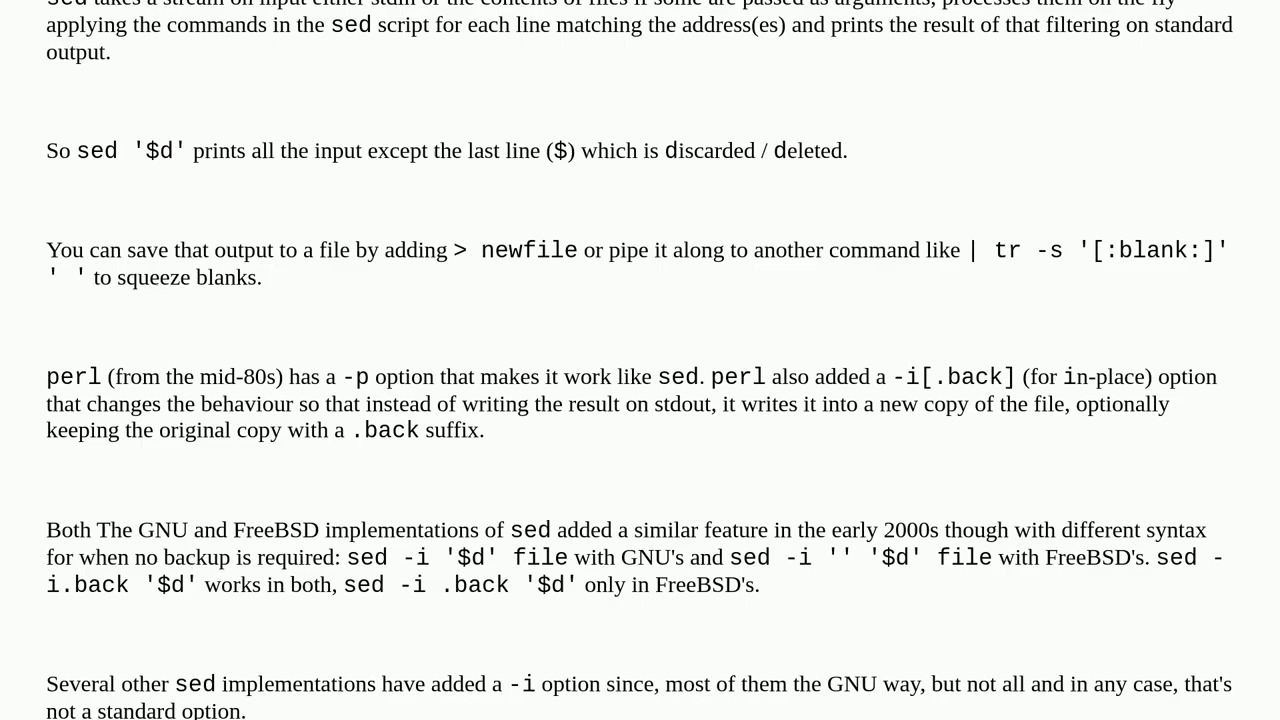 sed takes a stream on input either stdin or the contents of files if some are passed as arguments, processes them on the fly
applying the commands in the sed script for each line matching the address(es) and prints the result of that filtering on standard
output.
So sed '$d' prints all the input except the last line ($) which is discarded / deleted.
You can save that output to a file by adding > newfile or pipe it along to another command like | tr -s '[:blank:]'
' ' to squeeze blanks.
perl (from the mid-80s) has a -p option that makes it work like sed. perl also added a -i[.back] (for in-place) option
that changes the behaviour so that instead of writing the result on stdout, it writes it into a new copy of the file, optionally
keeping the original copy with a .back suffix.
Both The GNU and FreeBSD implementations of sed added a similar feature in the early 2000s though with different syntax
for when no backup is required: sed -i '$d' file with GNU's and sed -i '' '$d' file with FreeBSD's. sed -
i.back '$d' works in both, sed -i .back '$d' only in FreeBSD's.
Several other sed implementations have added a -i option since, most of them the GNU way, but not all and in any case, that's
not a standard option.